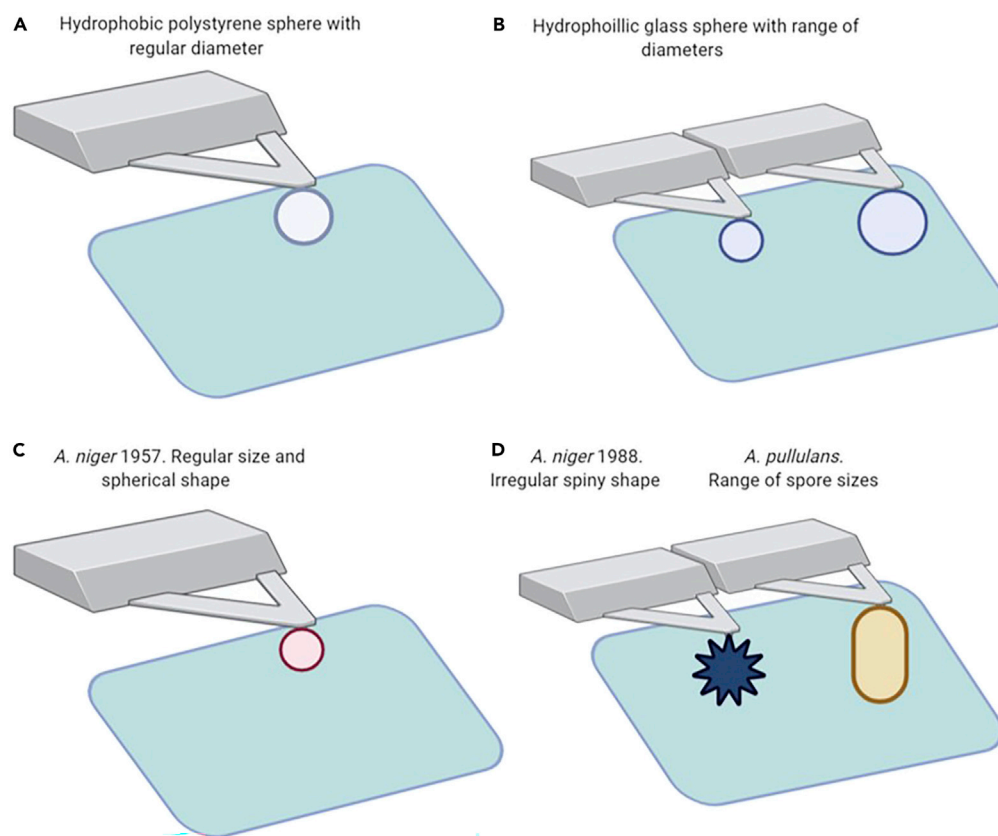 A
Hydrophobic polystyrene sphere with
regular diameter
B
Hydrophoillic glass sphere with range of
diameters
C
A. niger 1957. Regular size and
spherical shape
D
A. niger 1988.
Irregular spiny shape
A. pullulans.
Range of spore sizes